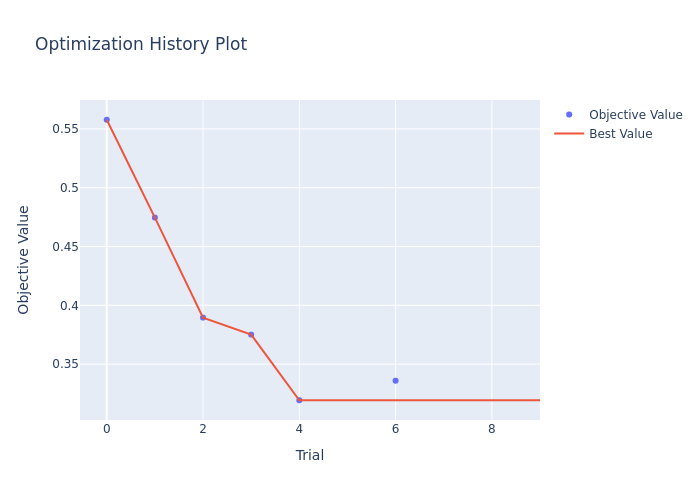 Optimization History Plot
Objective Value
Best Value
0.55
0.5
0.45
0.4
0.35
Objective Value
0
2
4
6
8
Trial